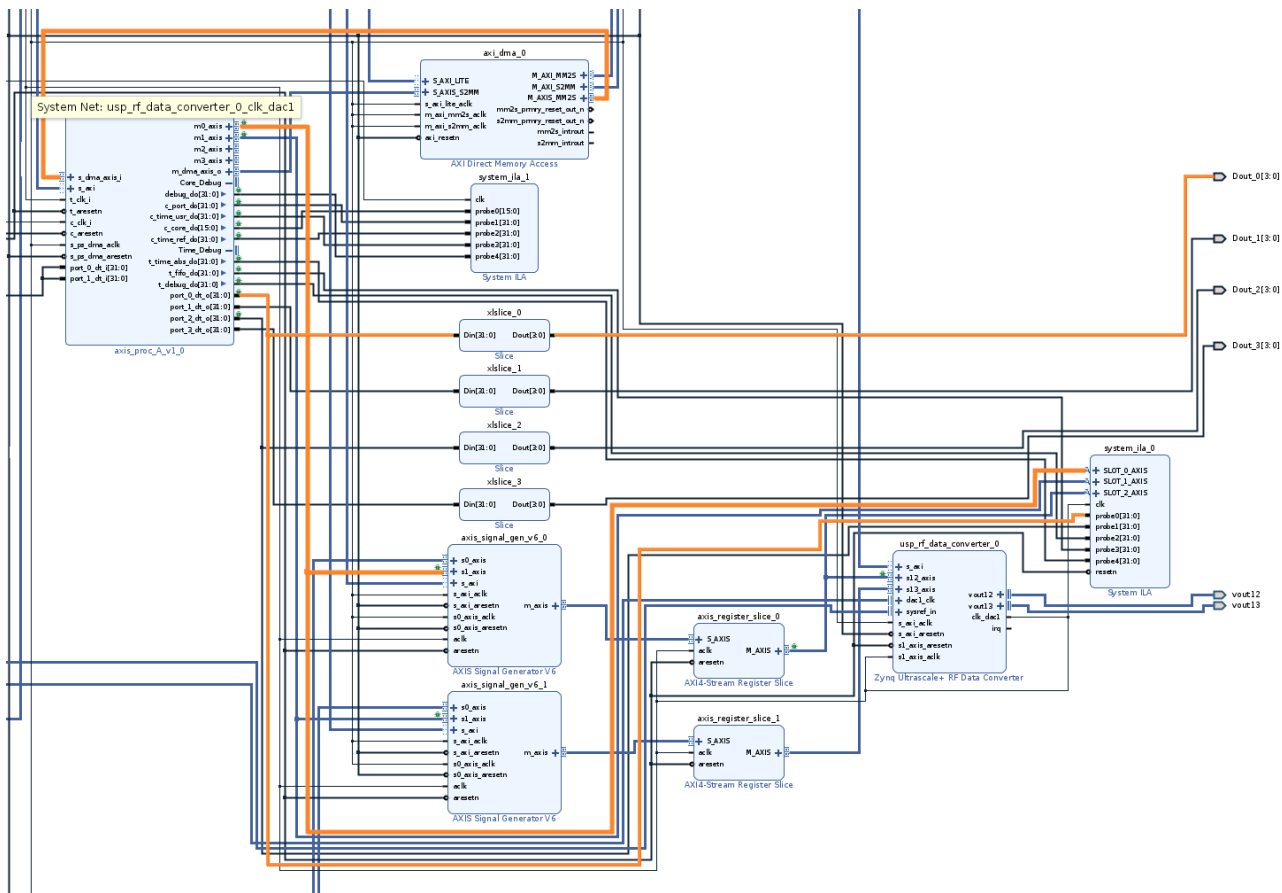 axi_dma_0
S_AXI_LITE
S_AXIS_S2MM
s_axi_lite_aclk
m_axi_mm2s_aclk
m_axi_s2mm_aclk
axi_resetn
M_AXI_MM2S
M_AXI_S2MM
M_AXIS_MM2S
mm2s_prmry_reset_out_n
s2mm_prmry_reset_out_n
mm2s_introut
s2mm_introut
AXI Direct Memory Access
System Net: usp_rf_data_converter_0_clk_dac1
s_dma_axis_i
s_axi
t_clk_i
t_aresetn
c_clk_i
c_aresetn
s_ps_dma_aclk
s_ps_dma_aresetn
port_0_dt_i[31:0]
port_1_dt_i[31:0]
m0_axis
m1_axis
m2_axis
m3_axis
m_dma_axis_o
Core_Debug
debug_do[31:0]
c_port_do[31:0]
c_time_usr_do[31:0]
c_core_do[15:0]
c_time_ref_do[31:0]
Time_Debug
t_time_abs_do[31:0]
t_fifo_do[31:0]
t_debug_do[31:0]
port_0_dt_o[31:0]
port_1_dt_o[31:0]
port_2_dt_o[31:0]
port_3_dt_o[31:0]
axis_proc_A_v1_0
system_ila_1
clk
probe0[15:0]
probe1[31:0]
probe2[31:0]
probe3[31:0]
probe4[31:0]
System ILA
Dout_0[3:0]
Dout_1[3:0]
Dout_2[3:0]
Dout_3[3:0]
xlslice_0
Din[31:0] Dout[3:0]
Slice
xlslice_1
Din[31:0] Dout[3:0]
Slice
xlslice_2
Din[31:0] Dout[3:0]
Slice
xlslice_3
Din[31:0] Dout[3:0]
Slice
system_ila_0
SLOT_0_AXIS
SLOT_1_AXIS
SLOT_2_AXIS
clk
probe0[31:0]
probe1[31:0]
probe2[31:0]
probe3[31:0]
probe4[31:0]
resetn
System ILA
axis_signal_gen_v6_0
s0_axis
s1_axis
s_axi
s_axi_aclk
s_axi_aresetn
s0_axis_aclk
s0_axis_aresetn
aclk
aresetn
m_axis
AXIS Signal Generator V6
usp_rf_data_converter_0
s_axi
s12_axis
s13_axis
dac1_clk
sysref_in
s_axi_aclk
s_axi_aresetn
s1_axis_aresetn
s1_axis_aclk
vout12
vout13
clk_dac1
irq
Zynq Ultrascale+ RF Data Converter
vout12
vout13
axis_register_slice_0
S_AXIS
aclk
aresetn
M_AXIS
AXI4-Stream Register Slice
axis_signal_gen_v6_1
s0_axis
s1_axis
s_axi
s_axi_aclk
s_axi_aresetn
s0_axis_aclk
s0_axis_aresetn
aclk
aresetn
m_axis
AXIS Signal Generator V6
axis_register_slice_1
S_AXIS
aclk
aresetn
M_AXIS
AXI4-Stream Register Slice